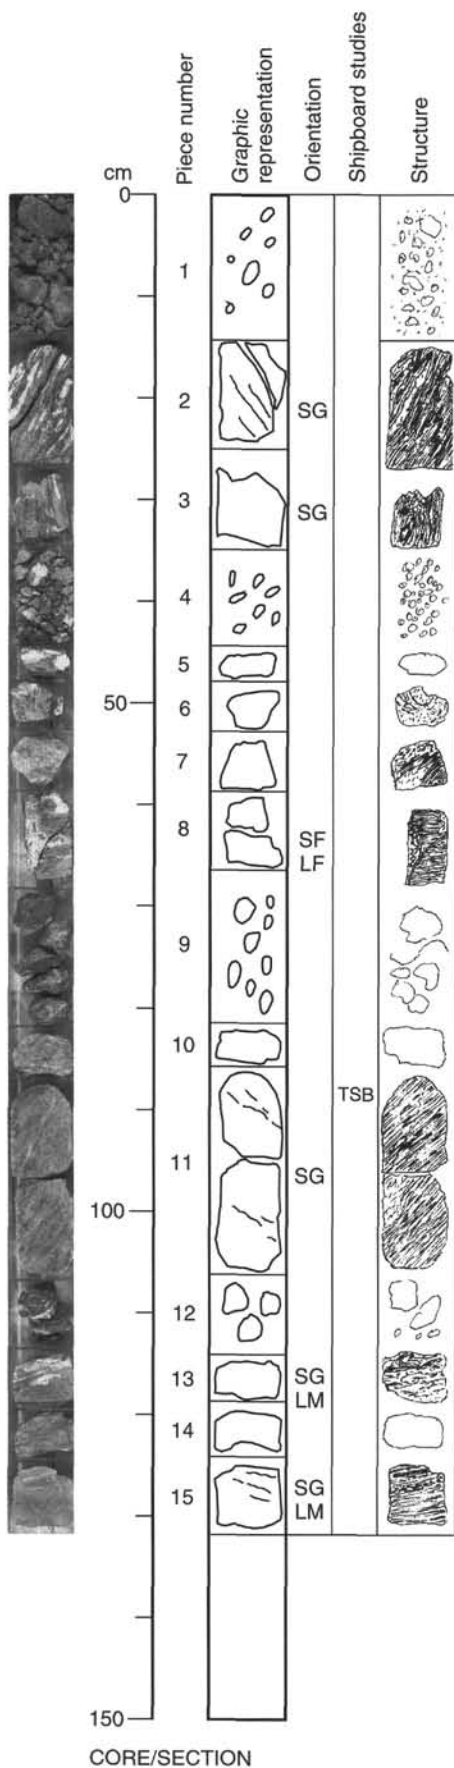 cm
Piece number
Graphic
representation
Orientation
Shipboard studies
Structure
0
1
2
SG
3
SG
4
5
50
6
7
8
SF
LF
9
10
TSB
11
SG
100
12
13
SG
LM
14
15
SG
LM
150
CORE/SECTION